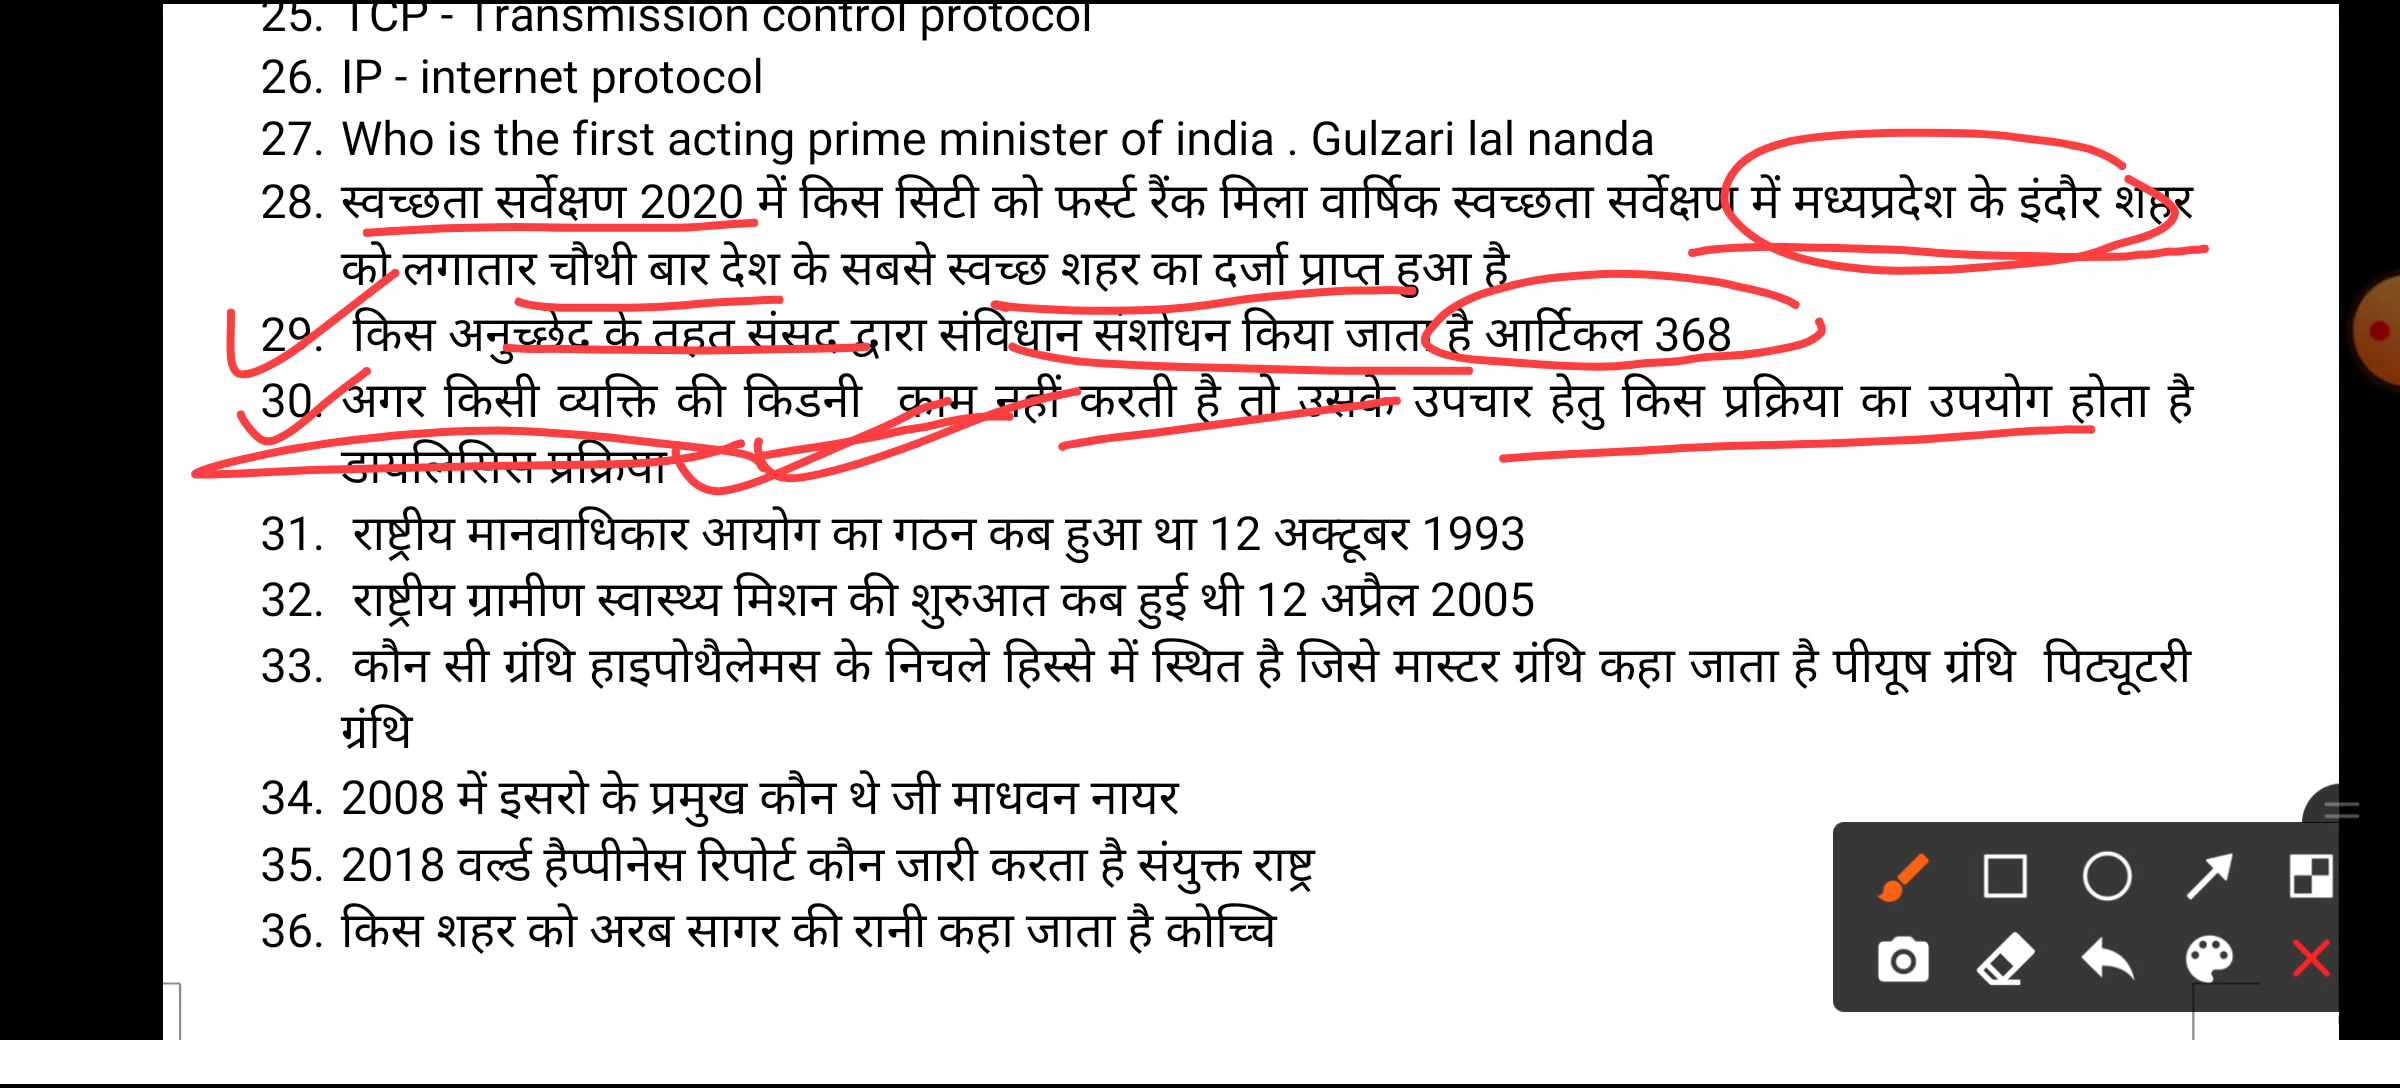 25. TCP - Transmission control protocol
26. IP - internet protocol
27. Who is the first acting prime minister of india . Gulzari lal nanda
28. स्वच्छता सर्वेक्षण 2020 में किस सिटी को फर्स्ट रैंक मिला वार्षिक स्वच्छता सर्वेक्षण में मध्यप्रदेश के इंदौर शहर
को लगातार चौथी बार देश के सबसे स्वच्छ शहर का दर्जा प्राप्त हुआ है
29. किस अनुच्छेद के तहत संसद द्वारा संविधान संशोधन किया जाता है आर्टिकल 368
30. अगर किसी व्यक्ति की किडनी काम नहीं करती है तो उसके उपचार हेतु किस प्रक्रिया का उपयोग होता है
डायलिसिस प्रक्रिया
31. राष्ट्रीय मानवाधिकार आयोग का गठन कब हुआ था 12 अक्टूबर 1993
32. राष्ट्रीय ग्रामीण स्वास्थ्य मिशन की शुरुआत कब हुई थी 12 अप्रैल 2005
33. कौन सी ग्रंथि हाइपोथैलेमस के निचले हिस्से में स्थित है जिसे मास्टर ग्रंथि कहा जाता है पीयूष ग्रंथि पिट्यूटरी
ग्रंथि
34. 2008 में इसरो के प्रमुख कौन थे जी माधवन नायर
35. 2018 वर्ल्ड हैप्पीनेस रिपोर्ट कौन जारी करता है संयुक्त राष्ट्र
36. किस शहर को अरब सागर की रानी कहा जाता है कोच्चि